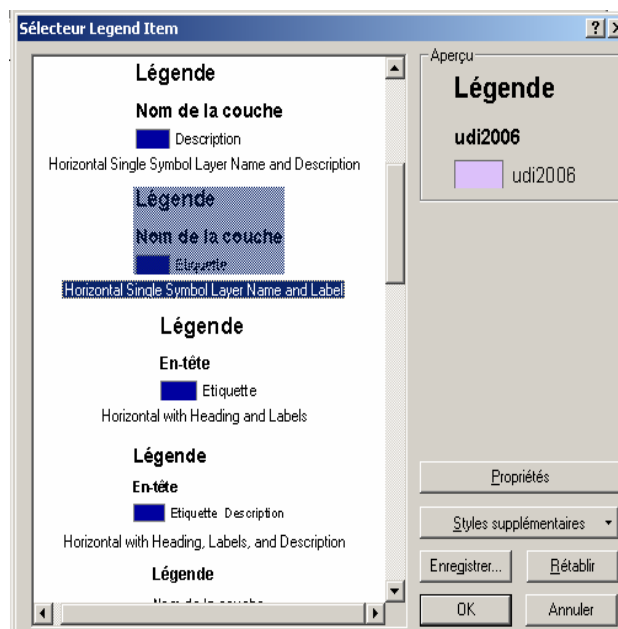 Sélecteur Legend Item
Légende
Nom de la couche
Description
Horizontal Single Symbol Layer Name and Description
Légende
Nom de la couche
Etiquette
Horizontal Single Symbol Layer Name and Label
Légende
En-tête
Etiquette
Horizontal with Heading and Labels
Légende
En-tête
Etiquette Description
Horizontal with Heading, Labels, and Description
Légende
Aperçu
Légende
udi2006
udi2006
Propriétés
Styles supplémentaires
Enregistrer... Rétablir
OK Annuler